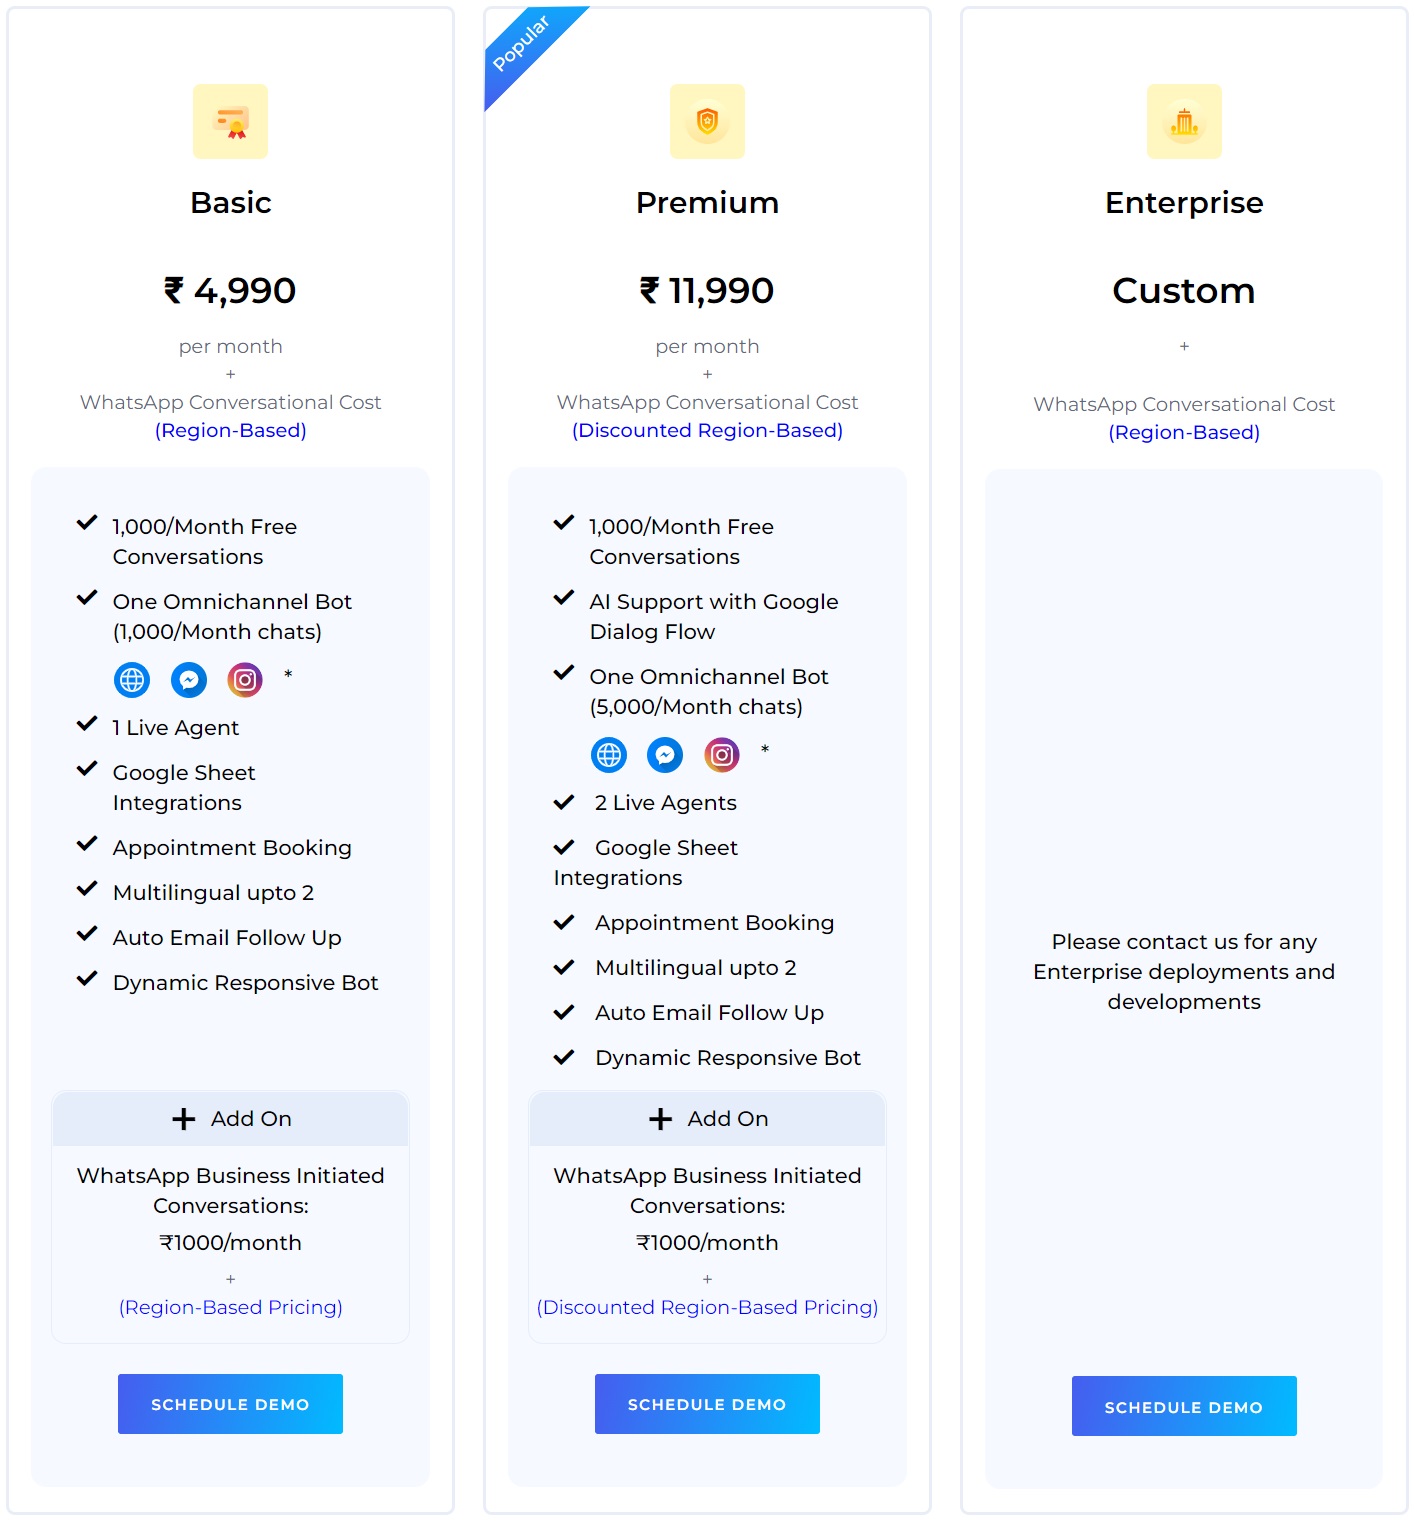 Basic
₹ 4,990
per month
+
WhatsApp Conversational Cost
(Region-Based)
1,000/Month Free
Conversations
One Omnichannel Bot
(1,000/Month chats)
*
1 Live Agent
Google Sheet
Integrations
Appointment Booking
Multilingual upto 2
Auto Email Follow Up
Dynamic Responsive Bot
+ Add On
WhatsApp Business Initiated
Conversations:
₹1000/month
+
(Region-Based Pricing)
SCHEDULE DEMO
Popular
Premium
₹ 11,990
per month
+
WhatsApp Conversational Cost
(Discounted Region-Based)
1,000/Month Free
Conversations
AI Support with Google
Dialog Flow
One Omnichannel Bot
(5,000/Month chats)
*
2 Live Agents
Google Sheet
Integrations
Appointment Booking
Multilingual upto 2
Auto Email Follow Up
Dynamic Responsive Bot
+ Add On
WhatsApp Business Initiated
Conversations:
₹1000/month
+
(Discounted Region-Based Pricing)
SCHEDULE DEMO
Enterprise
Custom
+
WhatsApp Conversational Cost
(Region-Based)
Please contact us for any
Enterprise deployments and
developments
SCHEDULE DEMO